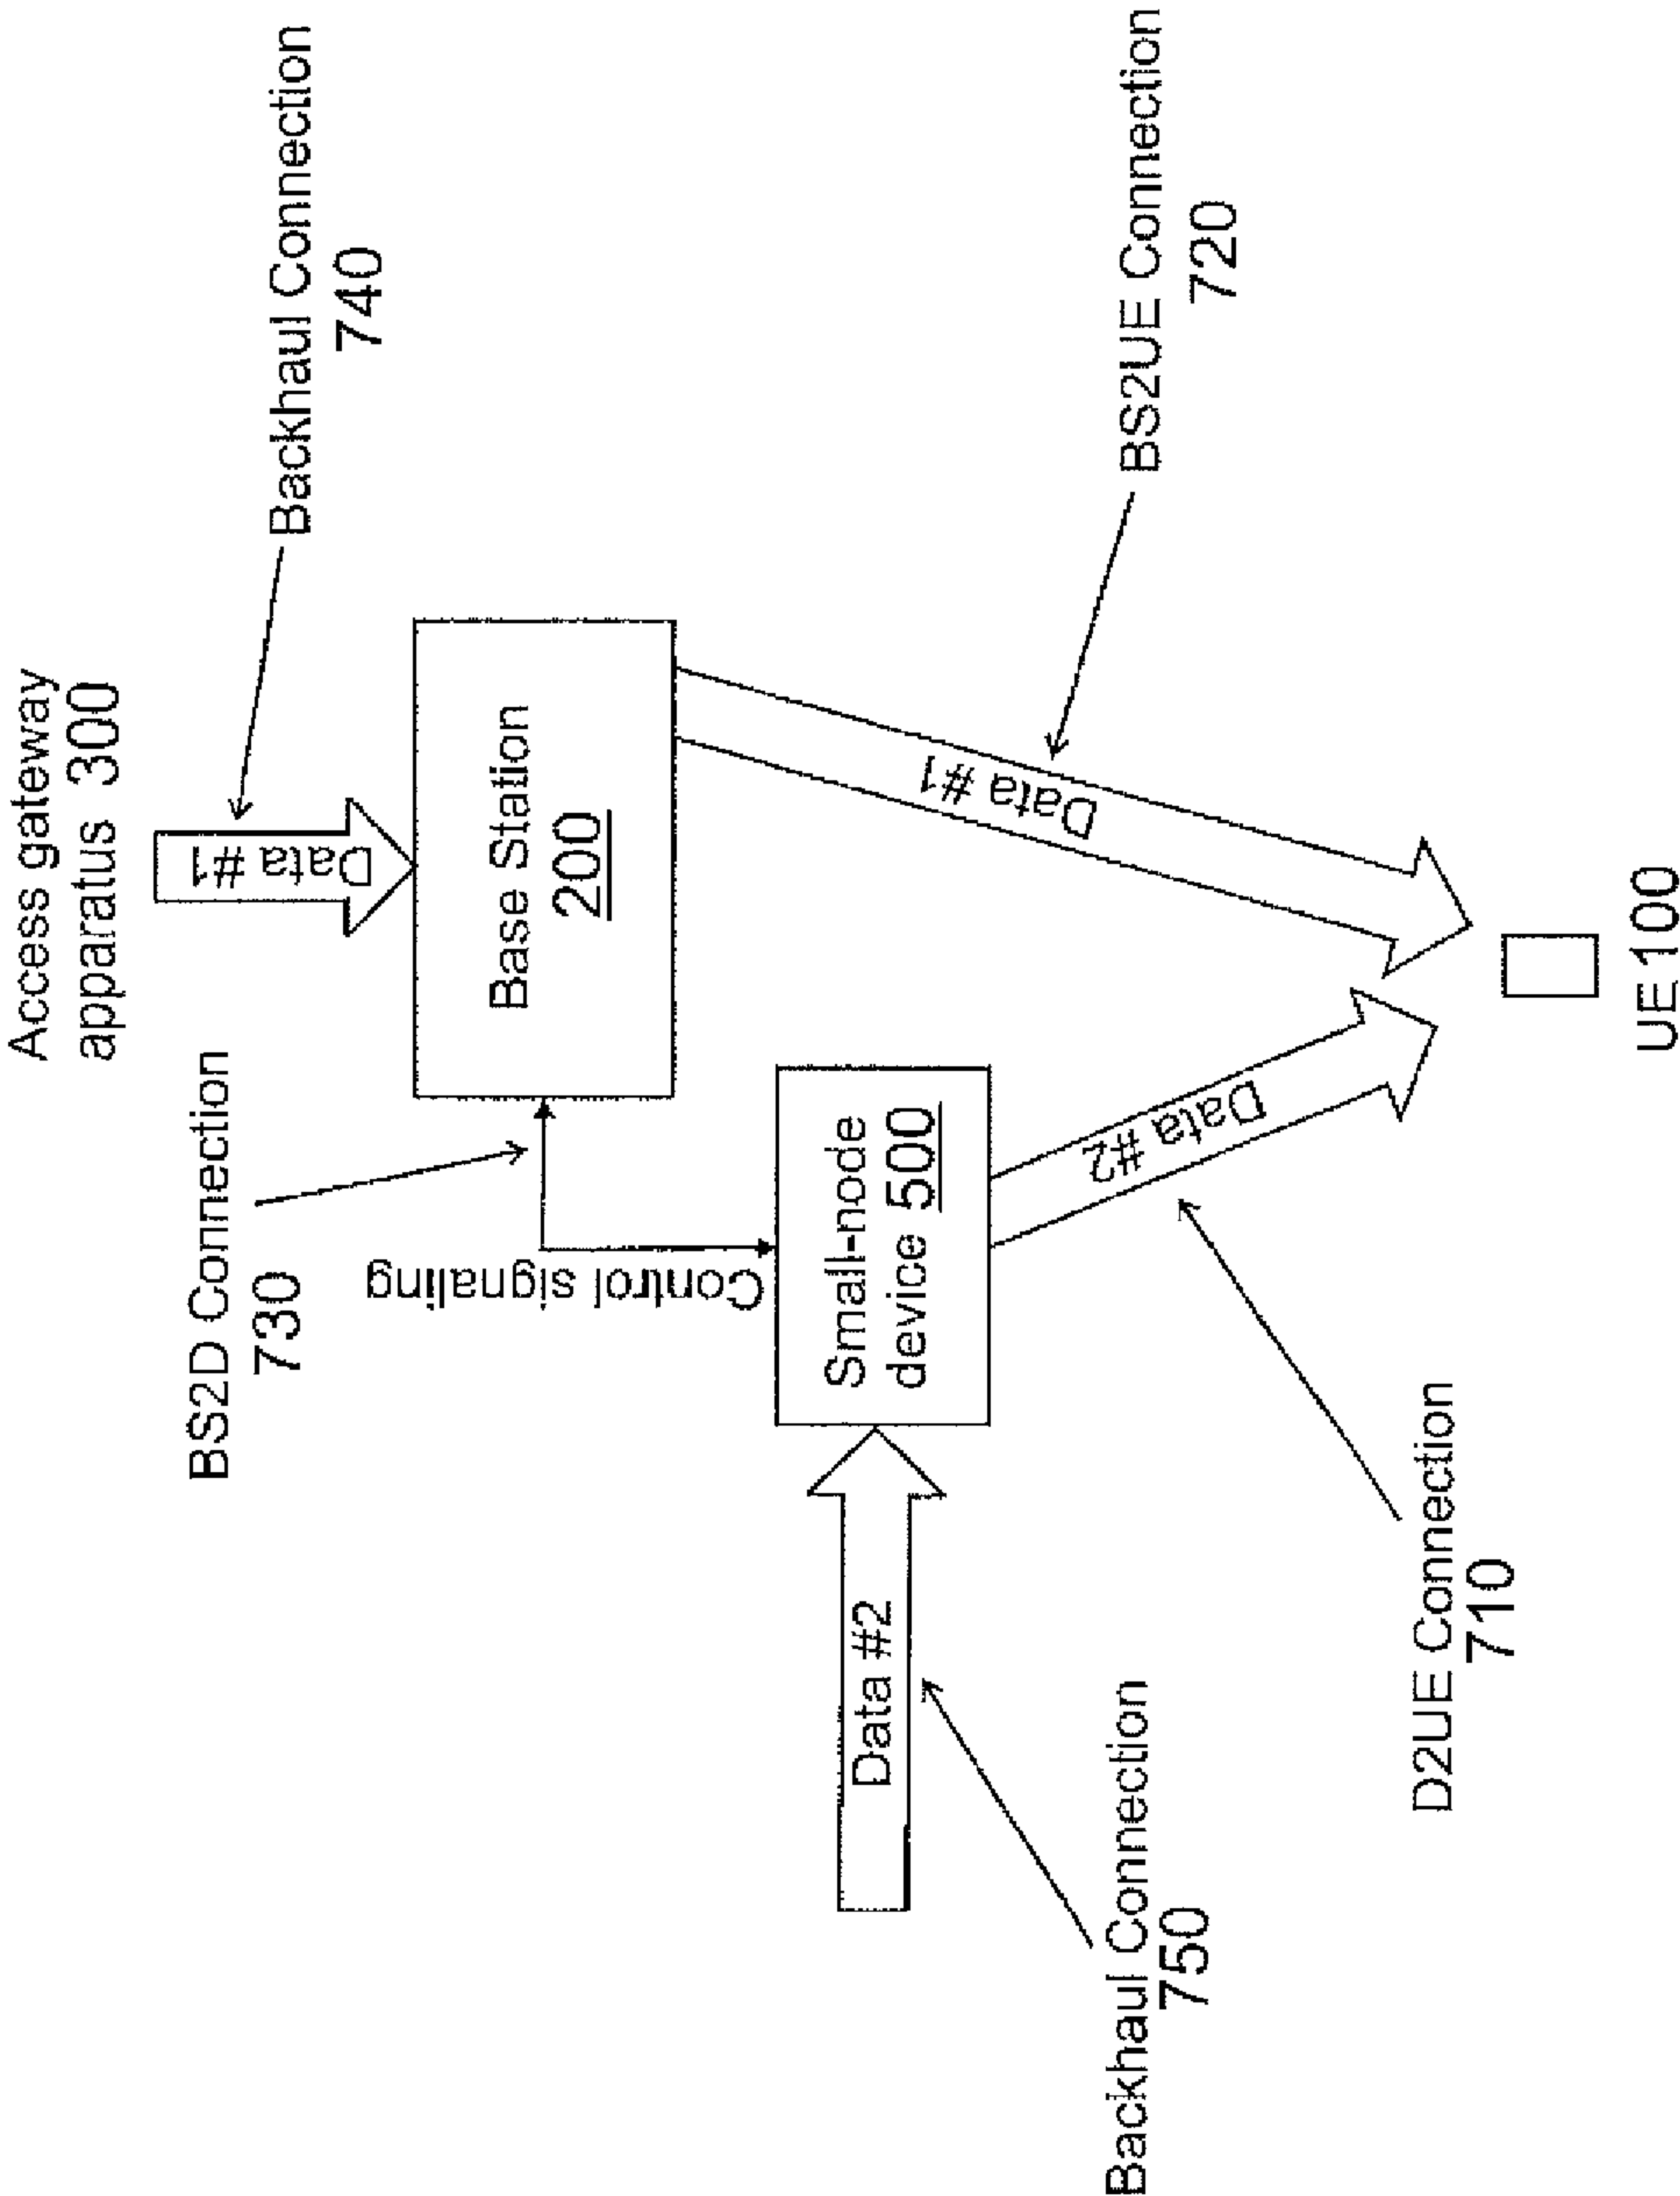 Access gateway
apparatus 300
Data #1
Backhaul Connection
740
BS2D Connection
730
Base Station
200
Control signaling
Small-node
device 500
Data #2
Backhaul Connection
750
Data #1
BS2UE Connection
720
Data #2
D2UE Connection
710
UE 100